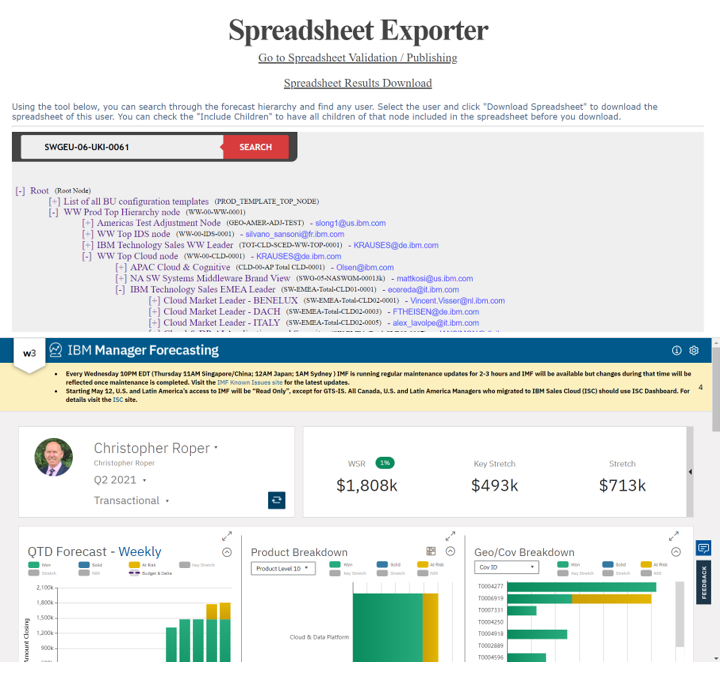 Spreadsheet Exporter
Go to Spreadsheet Validation / Publishing
Spreadsheet Results Download
Using the tool below, you can search through the forecast hierarchy and find any user. Select the user and click "Download Spreadsheet" to download the
spreadsheet of this user. You can check the "Include Children" to have all children of that node included in the spreadsheet before you download.
SWGEU-06-UKI-0061 SEARCH
[-] Root (Root Node)
[+] List of all BU configuration templates (PROD_TEMPLATE_TOP_NODE)
[-] WW Prod Top Hierarchy node (WW-00-WW-0001)
[+] Americas Test Adjustment Node (GEO-AMER-ADJ-TEST) - slong1@us.ibm.com
[+] WW Top IDS node (WW-00-IDS-0001) - silvano_sansoni@fr.ibm.com
[+] IBM Technology Sales WW Leader (TOT-CLD-SCED-WW-TOP-0001) - KRAUSES@de.ibm.com
[-] WW Top Cloud node (WW-00-CLD-0001) - KRAUSES@de.ibm.com
[+] APAC Cloud & Cognitive (CLD-00-AP Total CLD-0001) - Olsen@ibm.com
[+] NA SW Systems Middleware Brand View (SWG-05-NASWOM-00013k) - mattkosi@us.ibm.com
[-] IBM Technology Sales EMEA Leader (SW-EMEA-Total-CLD01-0001) - ecereda@it.ibm.com
[+] Cloud Market Leader - BENELUX (SW-EMEA-Total-CLD02-0001) - Vincent.Visser@nl.ibm.com
[+] Cloud Market Leader - DACH (SW-EMEA-Total-CLD02-0003) - FTHEISEN@de.ibm.com
[+] Cloud Market Leader - ITALY (SW-EMEA-Total-CLD02-0005) - alex_lavolpe@it.ibm.com
w3 IBM Manager Forecasting
• Every Wednesday 10PM EDT (Thursday 11AM Singapore/China; 12AM Japan; 1AM Sydney ) IMF is running regular maintenance updates for 2-3 hours and IMF will be available but changes during that time will be
reflected once maintenance is completed. Visit the IMF Known Issues site for the latest updates.
4
• Starting May 12, U.S. and Latin America's access to IMF will be "Read Only", except for GTS-IS. All Canada, U.S. and Latin America Managers who migrated to IBM Sales Cloud (ISC) should use ISC Dashboard. For
details visit the ISC site.
Christopher Roper
Christopher Roper
Q2 2021
Transactional
WSR 1% Key Stretch Stretch
$1,808k $493k $713k
QTD Forecast - Weekly
Won Solid At Risk Key Stretch
Stretch Budget & Delta
2,100k
1,800k
1,500k
1,200k
900k
Amount Closing
Product Breakdown
Product Level 10
Won Solid At Risk
Key Stretch Stretch
Cloud & Data Platform
Geo/Cov Breakdown
Cov ID
Won Solid At Risk
Key Stretch Stretch
T0004277
T0006919
T0007331
T0004250
T0004918
T0002889
T0004596
FEEDBACK